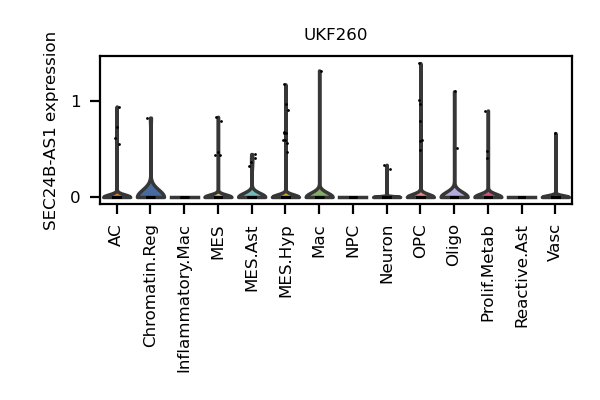 UKF260
SEC24B-AS1 expression
1
0
AC
Chromatin.Reg
Inflammatory.Mac
MES
MES.Ast
MES.Hyp
Mac
NPC
Neuron
OPC
Oligo
Prolif.Metab
Reactive.Ast
Vasc